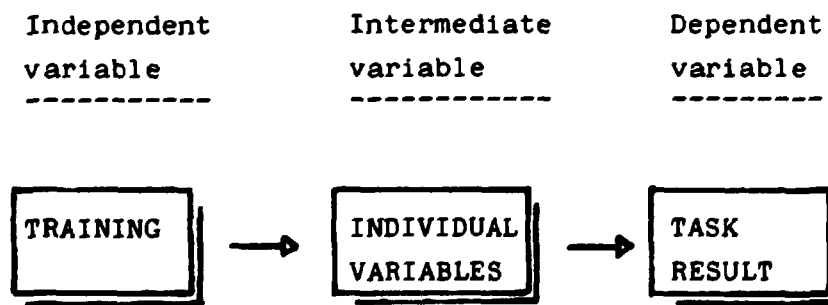 Independent
variable
Intermediate
variable
Dependent
variable
TRAINING
INDIVIDUAL
VARIABLES
TASK
RESULT